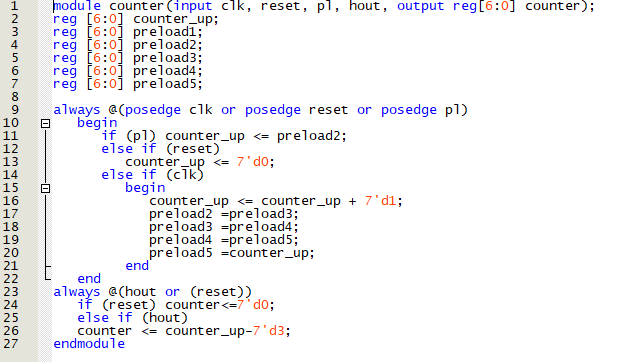 1 module counter(input clk, reset, pl, hout, output reg[6:0] counter);
2 reg [6:0] counter_up;
3 reg [6:0] preload1;
4 reg [6:0] preload2;
5 reg [6:0] preload3;
6 reg [6:0] preload4;
7 reg [6:0] preload5;
8
9 always @(posedge clk or posedge reset or posedge pl)
10 begin
11 if (pl) counter_up <= preload2;
12 else if (reset)
13 counter_up <= 7'd0;
14 else if (clk)
15 begin
16 counter_up <= counter_up + 7'd1;
17 preload2 =preload3;
18 preload3 =preload4;
19 preload4 =preload5;
20 preload5 =counter_up;
21 end
22 end
23 always @(hout or (reset))
24 if (reset) counter<=7'd0;
25 else if (hout)
26 counter <= counter_up-7'd3;
27 endmodule